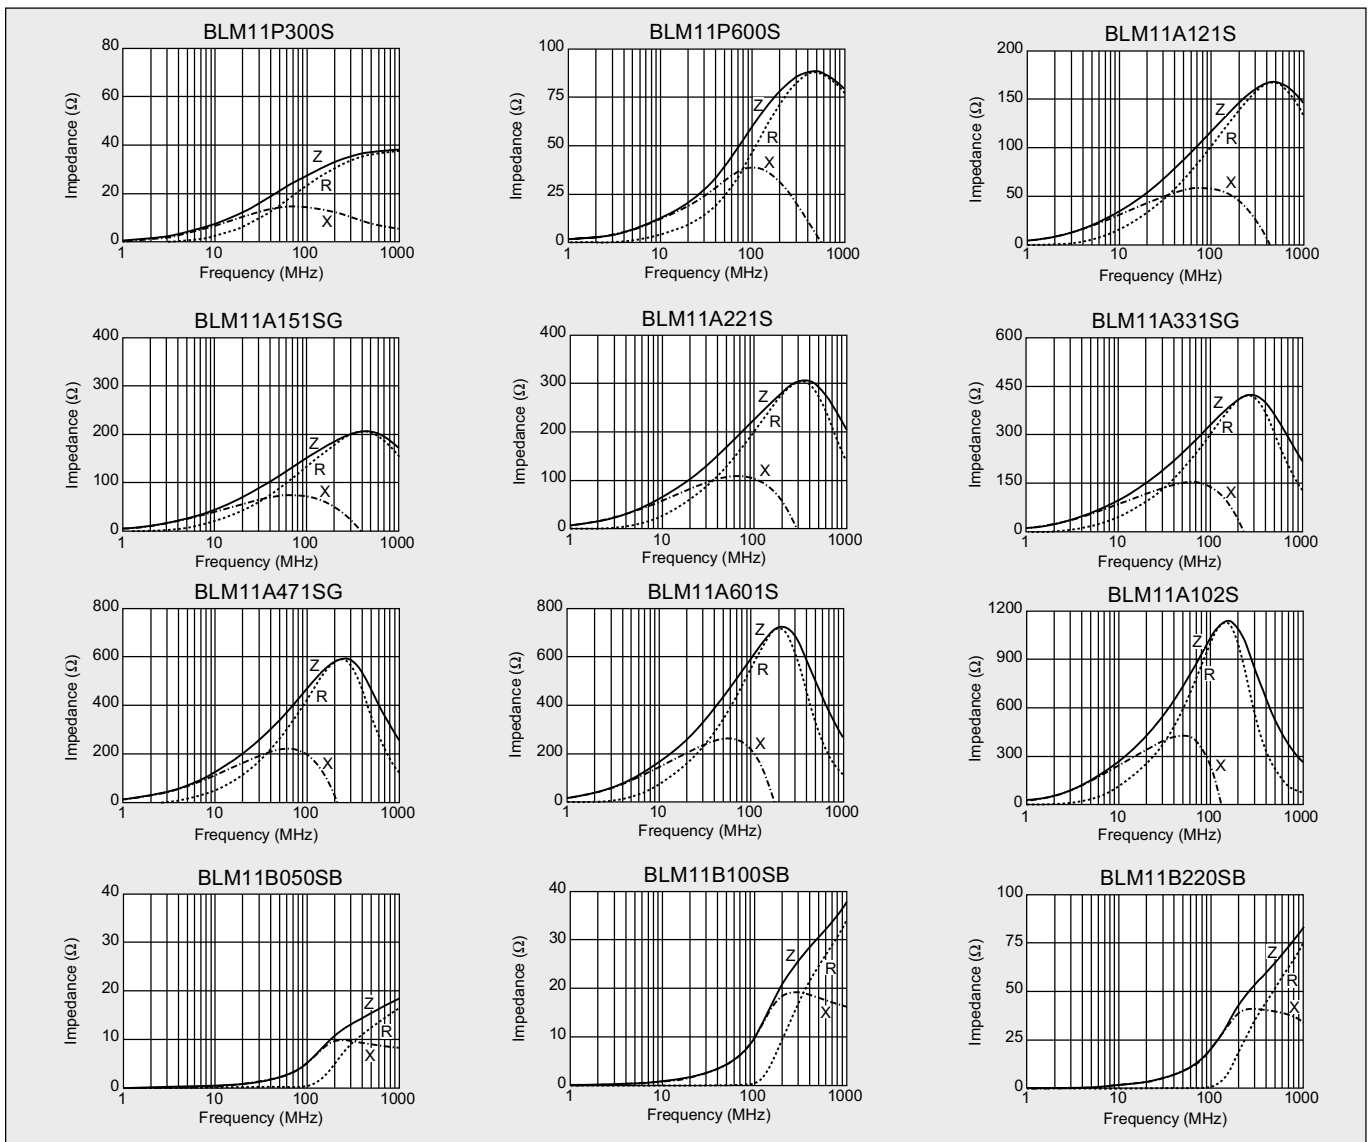 BLM11P300S
80
60
40
20
0
Impedance (Ω)
Z
R
X
1 10 100 1000
Frequency (MHz)
BLM11P600S
100
75
50
25
0
Impedance (Ω)
Z
R
X
1 10 100 1000
Frequency (MHz)
BLM11A121S
200
150
100
50
0
Impedance (Ω)
Z
R
X
1 10 100 1000
Frequency (MHz)
BLM11A151SG
400
300
200
100
0
Impedance (Ω)
Z
R
X
1 10 100 1000
Frequency (MHz)
BLM11A221S
400
300
200
100
0
Impedance (Ω)
Z
R
X
1 10 100 1000
Frequency (MHz)
BLM11A331SG
600
450
300
150
0
Impedance (Ω)
Z
R
X
1 10 100 1000
Frequency (MHz)
BLM11A471SG
800
600
400
200
0
Impedance (Ω)
Z
R
X
1 10 100 1000
Frequency (MHz)
BLM11A601S
800
600
400
200
0
Impedance (Ω)
Z
R
X
1 10 100 1000
Frequency (MHz)
BLM11A102S
1200
900
600
300
0
Impedance (Ω)
Z
R
X
1 10 100 1000
Frequency (MHz)
BLM11B050SB
40
30
20
10
0
Impedance (Ω)
Z
R
X
1 10 100 1000
Frequency (MHz)
BLM11B100SB
40
30
20
10
0
Impedance (Ω)
Z
R
X
1 10 100 1000
Frequency (MHz)
BLM11B220SB
100
75
50
25
0
Impedance (Ω)
Z
R
X
1 10 100 1000
Frequency (MHz)